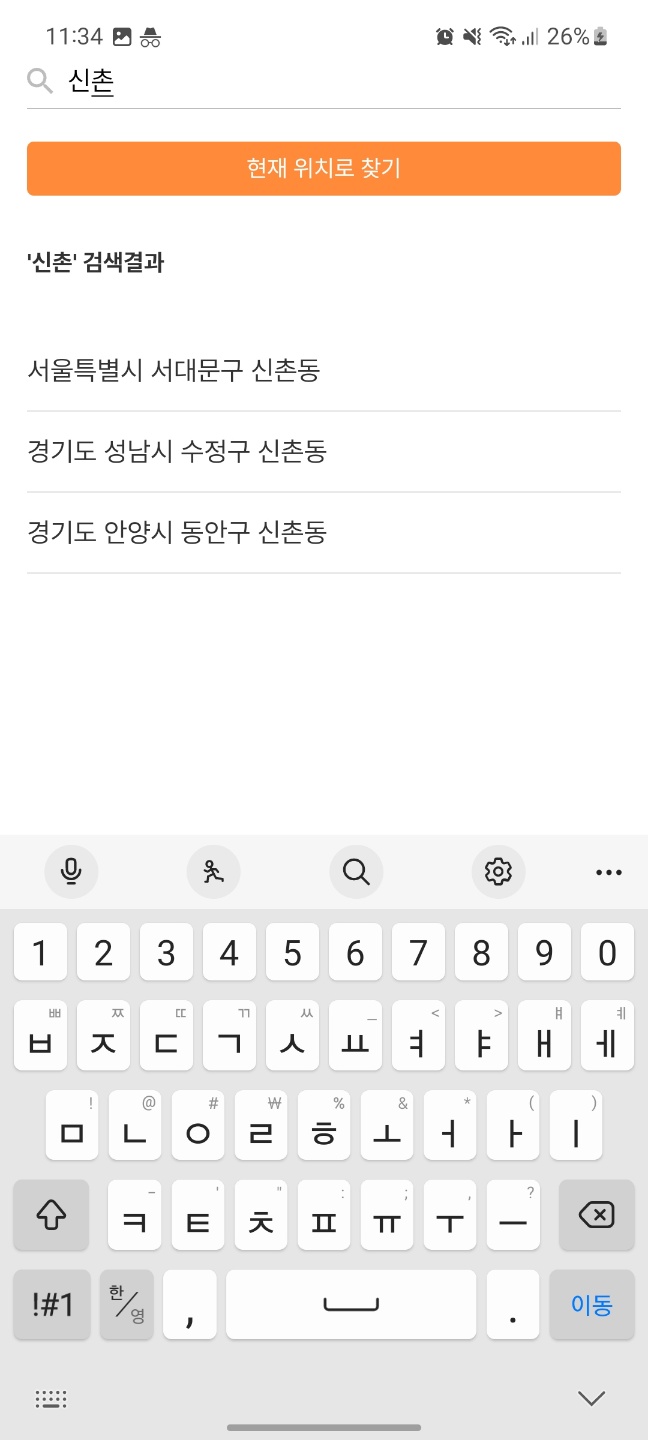 11:34 26%
신촌
현재 위치로 찾기
'신촌' 검색결과
서울특별시 서대문구 신촌동
경기도 성남시 수정구 신촌동
경기도 안양시 동안구 신촌동
1 2 3 4 5 6 7 8 9 0
ㅃ ㅉ ㄸ ㄲ ㅆ _ < > ㅒ ㅖ
ㅂ ㅈ ㄷ ㄱ ㅅ ㅛ ㅕ ㅑ ㅐ ㅔ
! @ # ₩ % & * ( )
ㅁ ㄴ ㅇ ㄹ ㅎ ㅗ ㅓ ㅏ ㅣ
- ' " : ; , ?
ㅋ ㅌ ㅊ ㅍ ㅠ ㅜ ㅡ
!#1 한/영 , . 이동